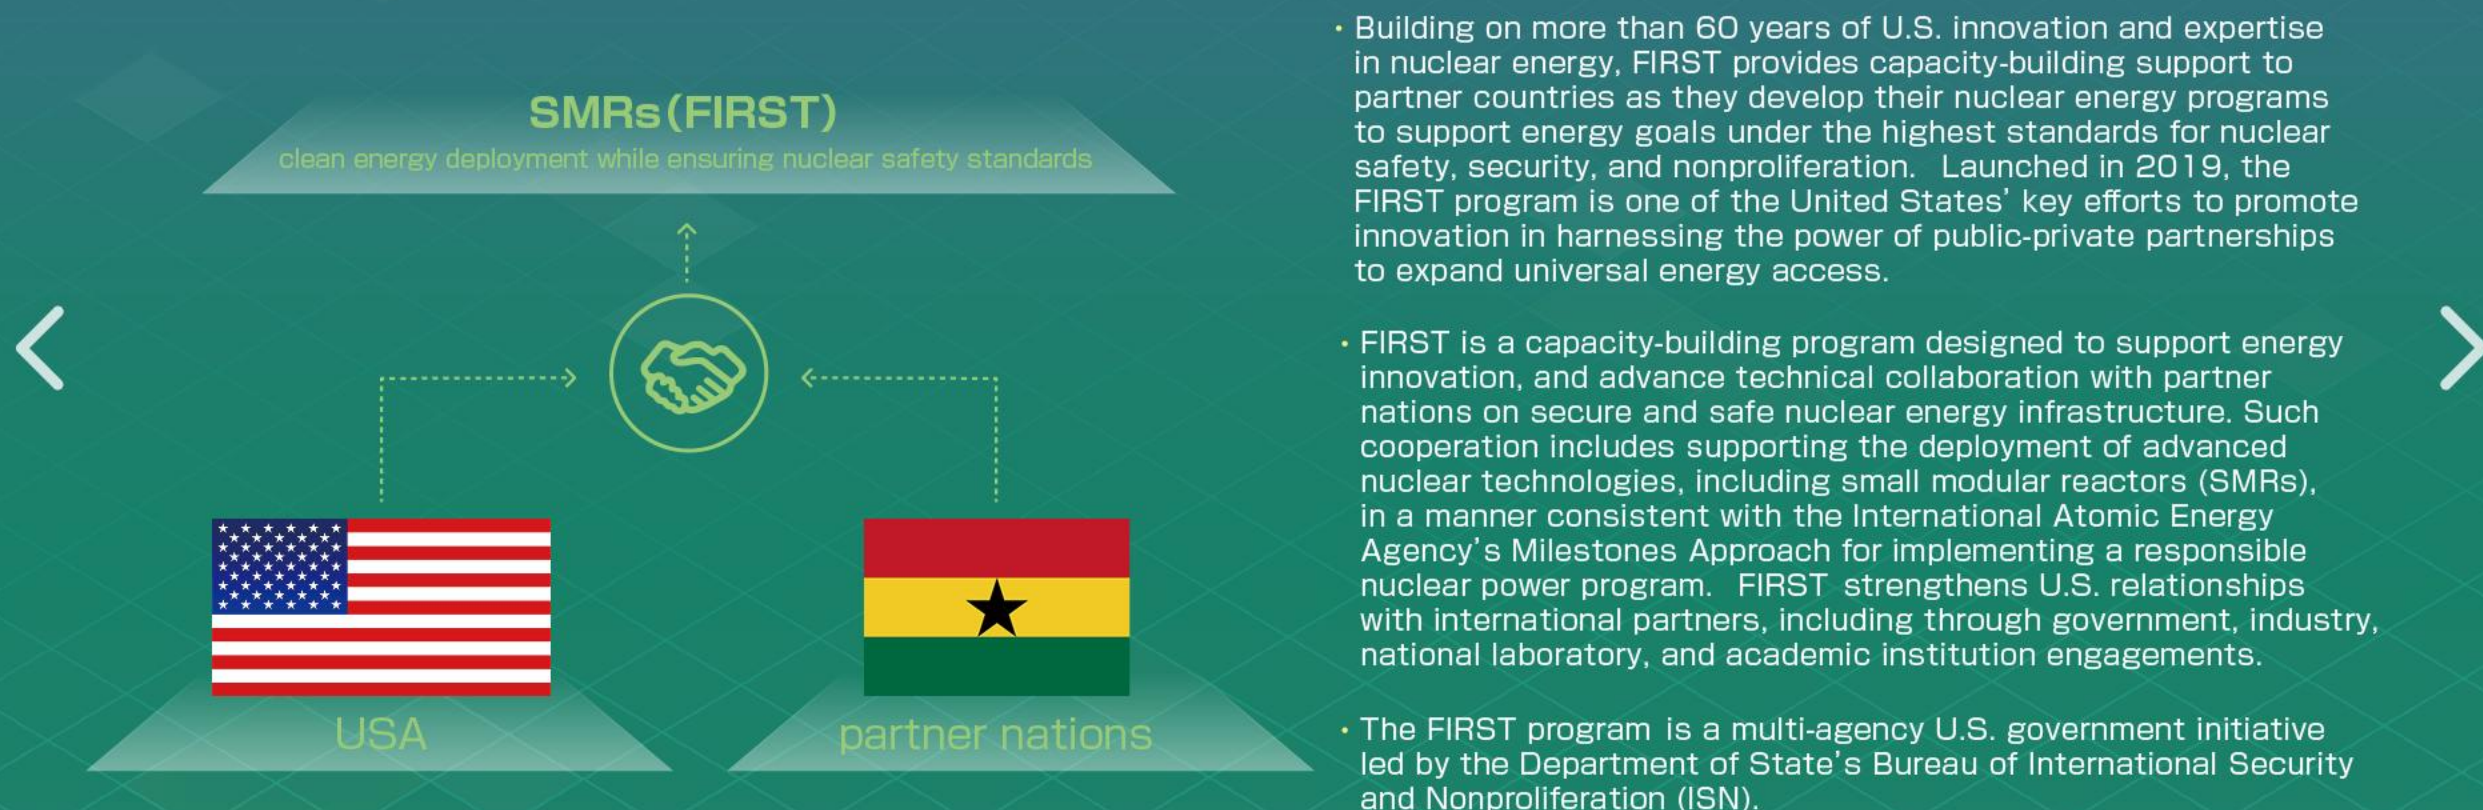 SMRs(FIRST)
clean energy deployment while ensuring nuclear safety standards
USA
partner nations
• Building on more than 60 years of U.S. innovation and expertise
in nuclear energy, FIRST provides capacity-building support to
partner countries as they develop their nuclear energy programs
to support energy goals under the highest standards for nuclear
safety, security, and nonproliferation. Launched in 2019, the
FIRST program is one of the United States’ key efforts to promote
innovation in harnessing the power of public-private partnerships
to expand universal energy access.
• FIRST is a capacity-building program designed to support energy
innovation, and advance technical collaboration with partner
nations on secure and safe nuclear energy infrastructure. Such
cooperation includes supporting the deployment of advanced
nuclear technologies, including small modular reactors (SMRs),
in a manner consistent with the International Atomic Energy
Agency’s Milestones Approach for implementing a responsible
nuclear power program. FIRST strengthens U.S. relationships
with international partners, including through government, industry,
national laboratory, and academic institution engagements.
• The FIRST program is a multi-agency U.S. government initiative
led by the Department of State’s Bureau of International Security
and Nonproliferation (ISN).